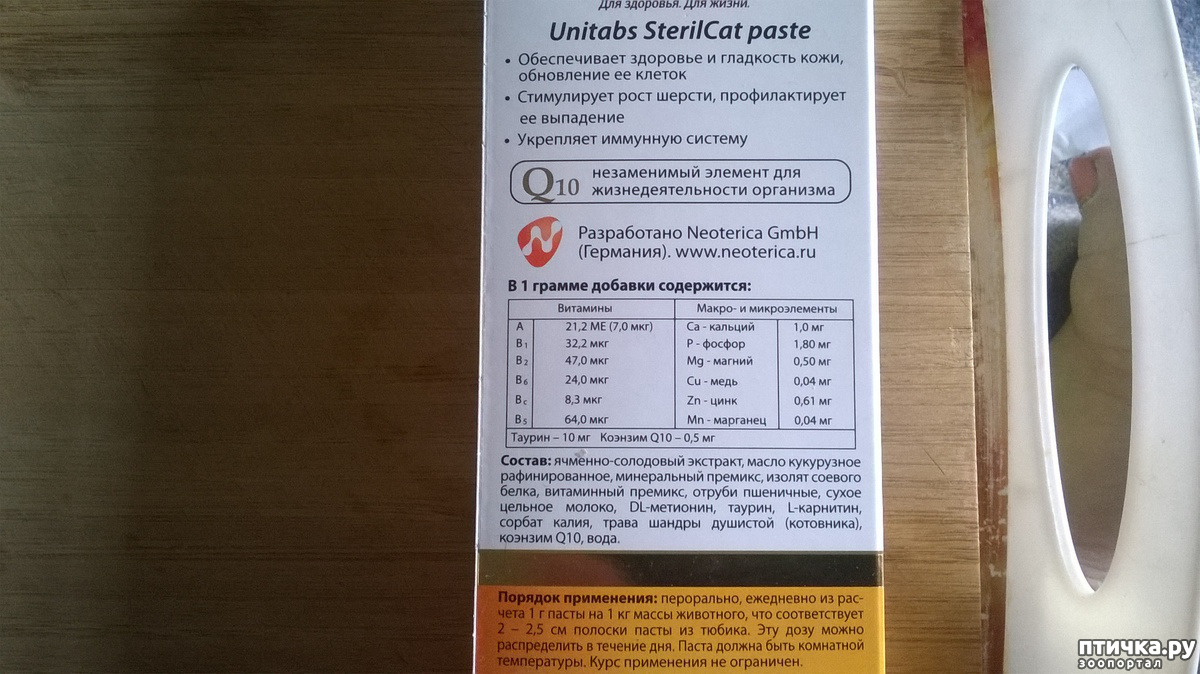 Для здоровья. Для жизни.
Unitabs SterilCat paste
• Обеспечивает здоровье и гладкость кожи,
обновление ее клеток
• Стимулирует рост шерсти, профилактирует
ее выпадение
• Укрепляет иммунную систему
Q10 незаменимый элемент для
жизнедеятельности организма
Разработано Neoterica GmbH
(Германия). www.neoterica.ru
В 1 грамме добавки содержится:
Витамины Макро- и микроэлементы
A 21,2 МЕ (7,0 мкг) Ca - кальций 1,0 мг
B1 32,2 мкг P - фосфор 1,80 мг
B2 47,0 мкг Mg - магний 0,50 мг
B6 24,0 мкг Cu - медь 0,04 мг
Bc 8,3 мкг Zn - цинк 0,61 мг
B5 64,0 мкг Mn - марганец 0,04 мг
Таурин – 10 мг Коэнзим Q10 – 0,5 мг
Состав: ячменно-солодовый экстракт, масло кукурузное
рафинированное, минеральный премикс, изолят соевого
белка, витаминный премикс, отруби пшеничные, сухое
цельное молоко, DL-метионин, таурин, L-карнитин,
сорбат калия, трава шандры душистой (котовника),
коэнзим Q10, вода.
Порядок применения: перорально, ежедневно из рас-
чета 1 г пасты на 1 кг массы животного, что соответствует
2 – 2,5 см полоски пасты из тюбика. Эту дозу можно
распределить в течение дня. Паста должна быть комнатной
температуры. Курс применения не ограничен.
птичка.ру
зоопортал